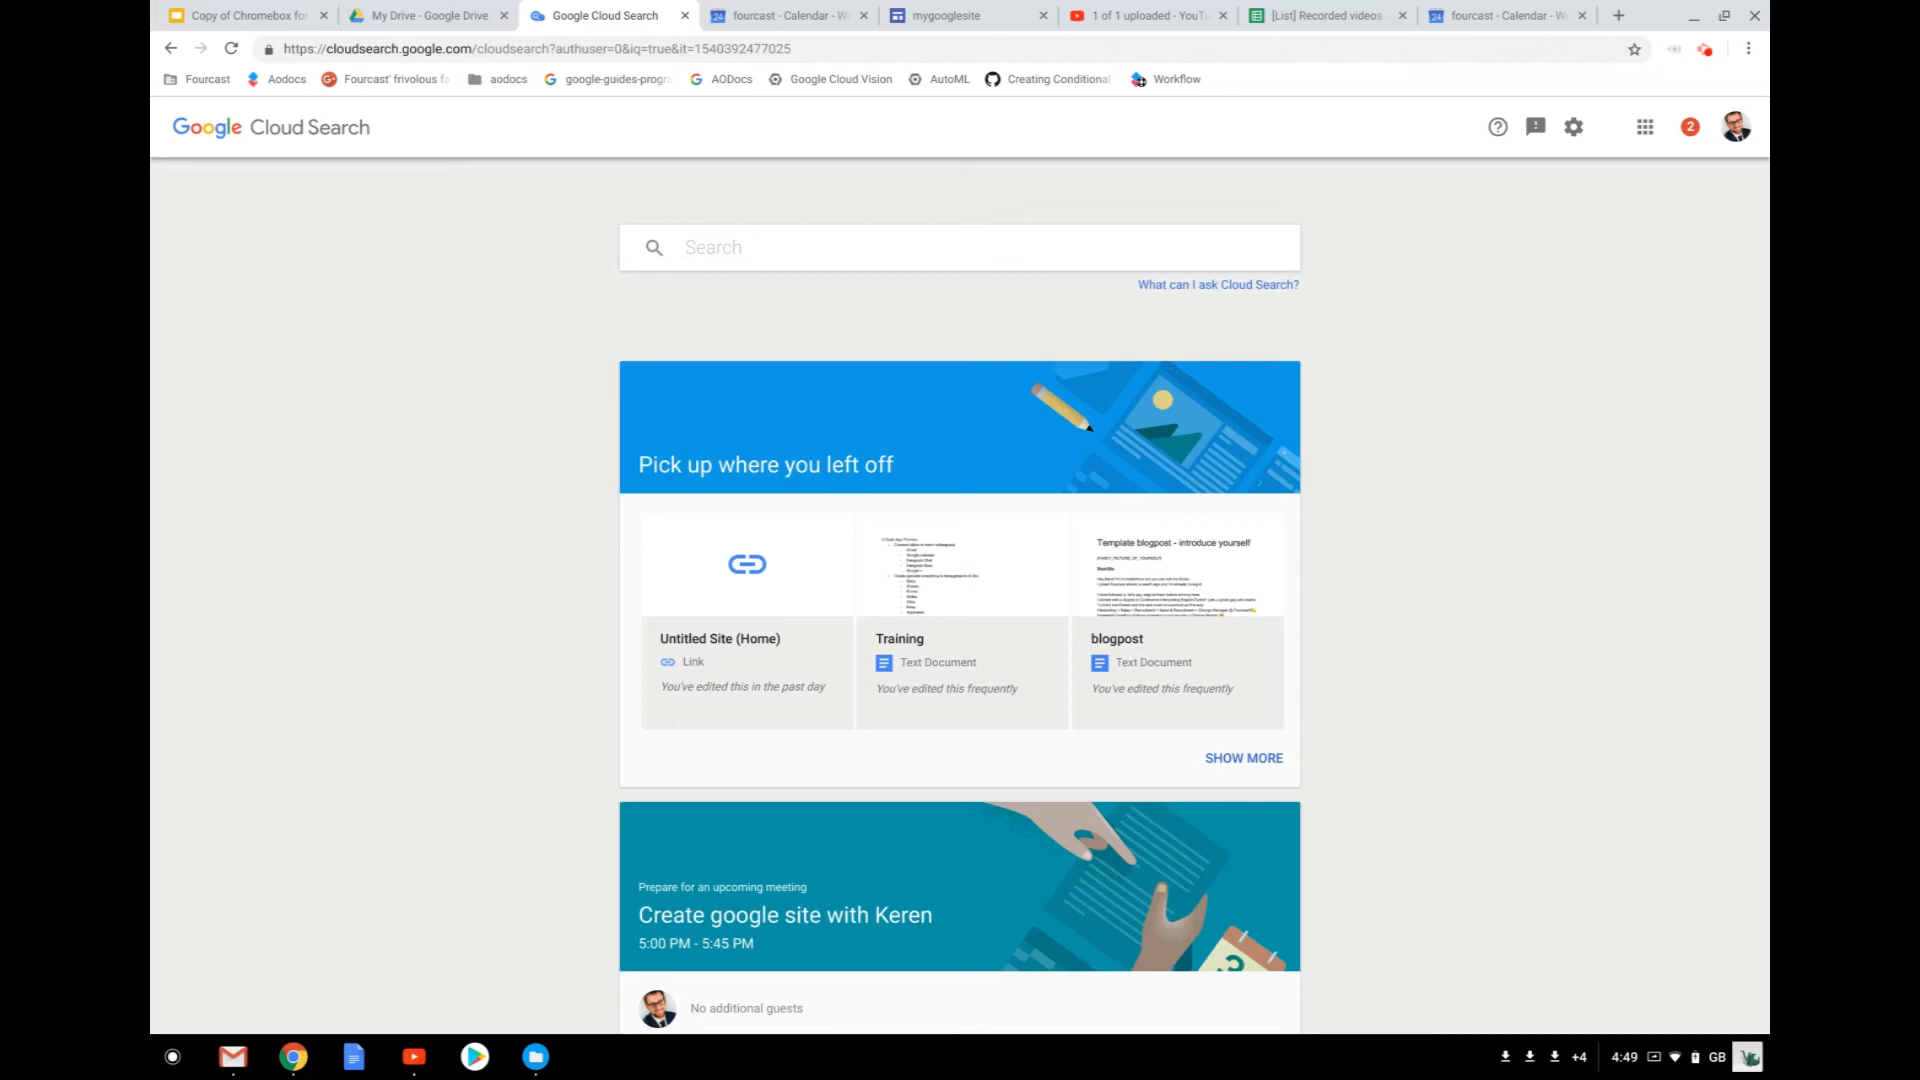 Copy of Chromebox for
My Drive - Google Drive
Google Cloud Search
fourcast - Calendar - W
mygooglesite
1 of 1 uploaded - YouTu
[List] Recorded videos -
fourcast - Calendar - W
https://cloudsearch.google.com/cloudsearch?authuser=0&iq=true&it=1540392477025
Fourcast
Aodocs
Fourcast' frivolous fa
aodocs
google-guides-progra
AODocs
Google Cloud Vision
AutoML
Creating Conditional
Workflow
Google Cloud Search
2
Search
What can I ask Cloud Search?
Pick up where you left off
Template blogpost - introduce yourself
Untitled Site (Home)
Link
You've edited this in the past day
Training
Text Document
You've edited this frequently
blogpost
Text Document
You've edited this frequently
SHOW MORE
Prepare for an upcoming meeting
Create google site with Keren
5:00 PM - 5:45 PM
No additional guests
+4
4:49
GB